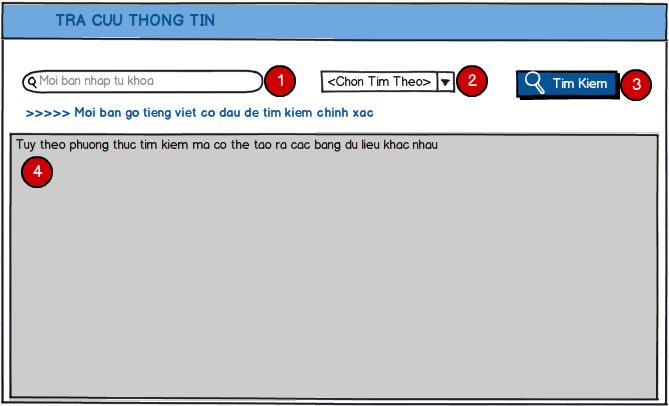 TRA CUU THONG TIN
Moi ban nhap tu khoa 1 <Chon Tim Theo> 2 Tim Kiem 3
>>>>> Moi ban go tieng viet co dau de tim kiem chinh xac
Tuy theo phuong thuc tim kiem ma co the tao ra cac bang du lieu khac nhau
4